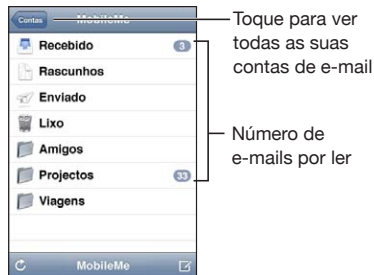 Contas
MobileMe
Recebido 3
Rascunhos
Enviado
Lixo
Amigos
Projectos 33
Viagens
MobileMe
Toque para ver
todas as suas
contas de e-mail
Número de
e-mails por ler